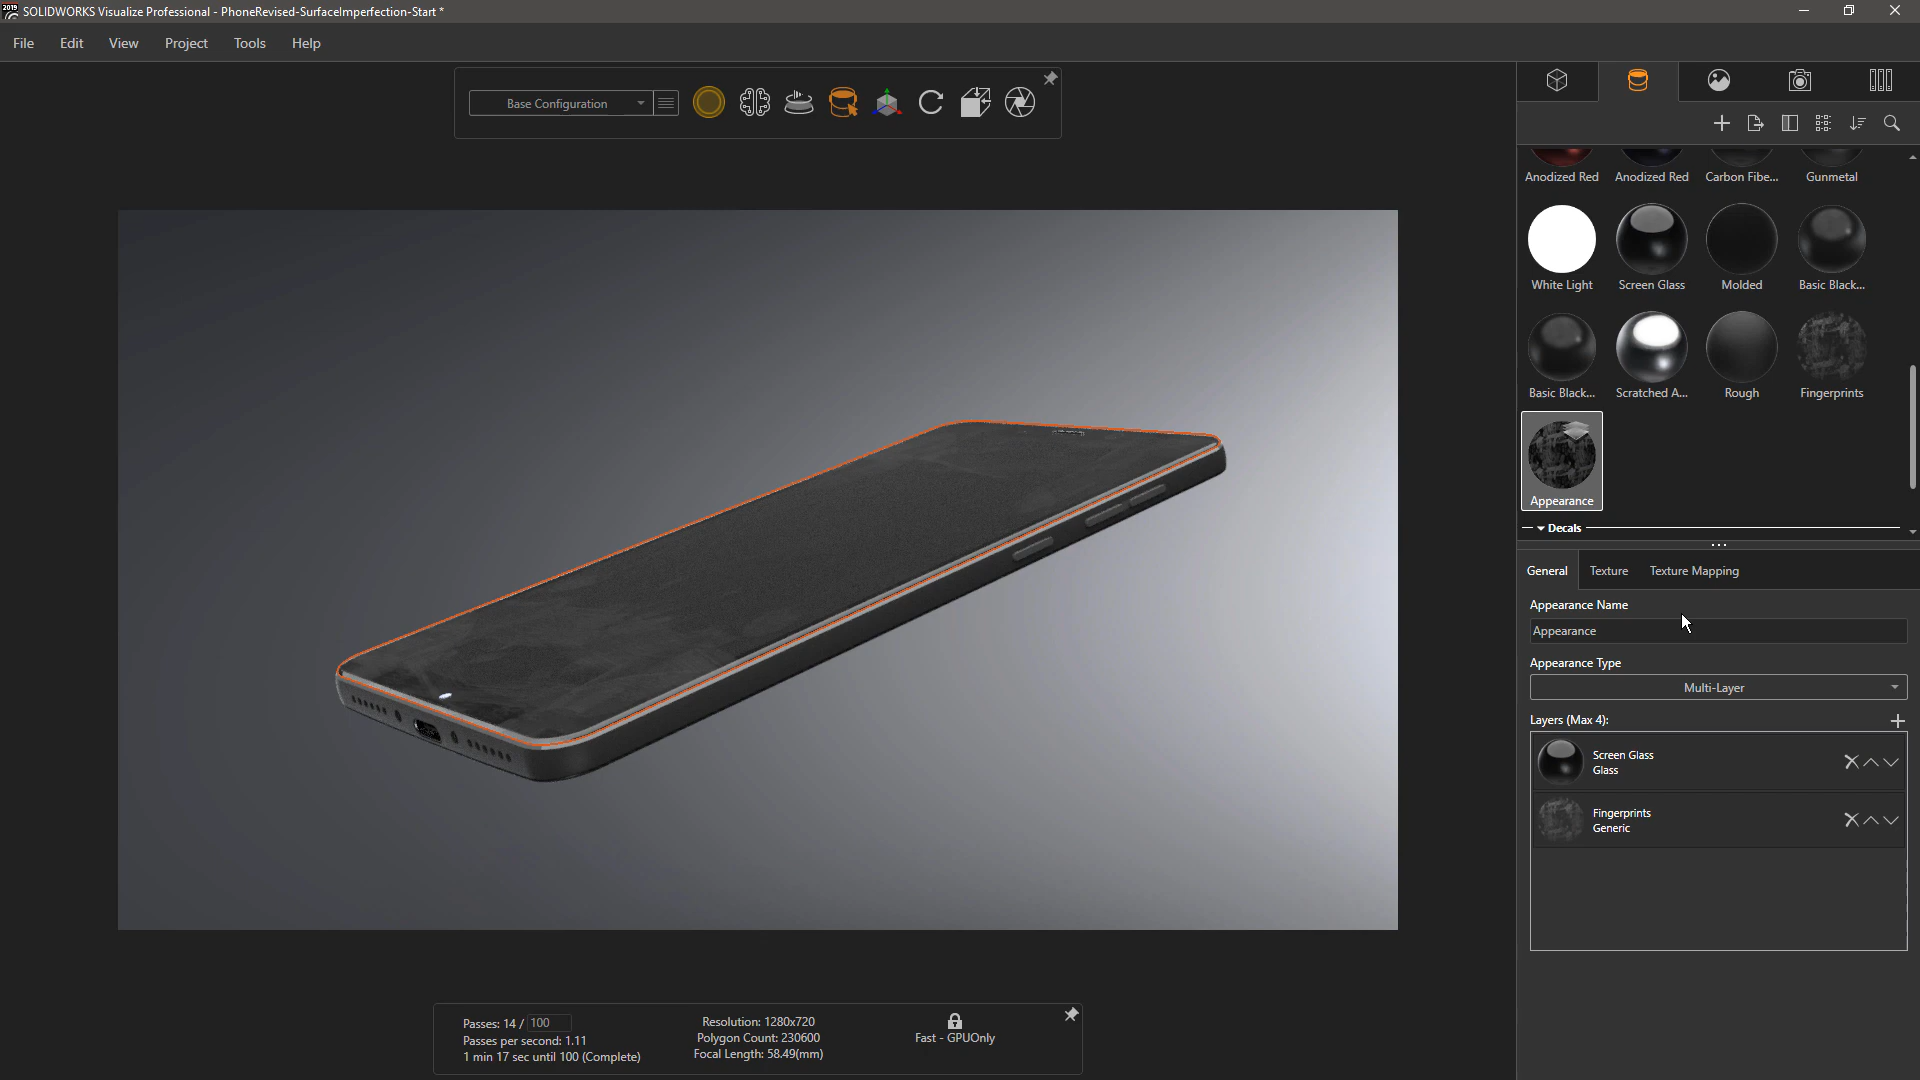 2019 SOLIDWORKS Visualize Professional - PhoneRevised-SurfaceImperfection-Start *
File Edit View Project Tools Help
Base Configuration
Anodized Red Anodized Red Carbon Fibe... Gunmetal
White Light Screen Glass Molded Basic Black...
Basic Black... Scratched A... Rough Fingerprints
Appearance
Decals
General Texture Texture Mapping
Appearance Name
Appearance
Appearance Type
Multi-Layer
Layers (Max 4):
Screen Glass
Glass
Fingerprints
Generic
Passes: 14 / 100
Passes per second: 1.11
1 min 17 sec until 100 (Complete)
Resolution: 1280x720
Polygon Count: 230600
Focal Length: 58.49(mm)
Fast - GPUOnly